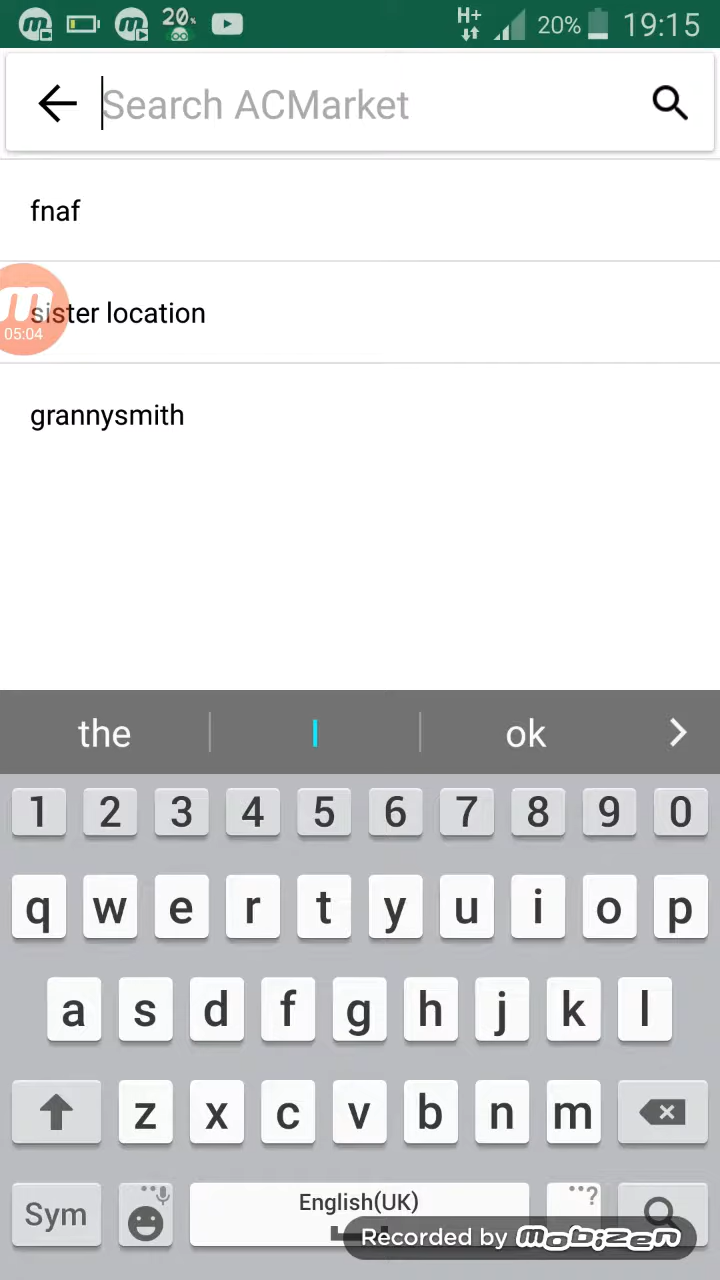 20%
H+
20%
19:15
Search ACMarket
fnaf
sister location
05:04
grannysmith
the
I
ok
1 2 3 4 5 6 7 8 9 0
q w e r t y u i o p
a s d f g h j k l
z x c v b n m
Sym
English(UK)
?
Recorded by mobizen